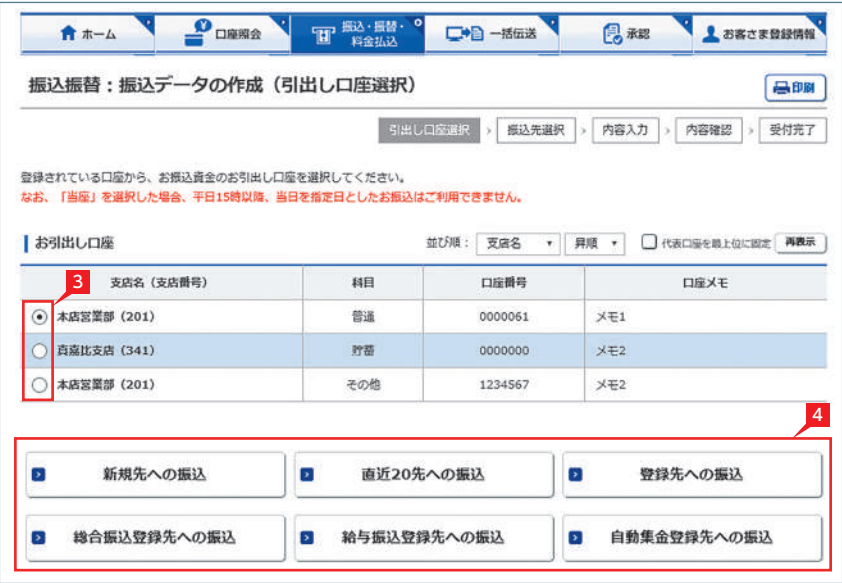 ホーム 口座照会 振込・振替・料金払込 一括伝送 承認 お客さま登録情報
振込振替：振込データの作成（引出し口座選択） 印刷
引出し口座選択 › 振込先選択 › 内容入力 › 内容確認 › 受付完了
登録されている口座から、お振込資金のお引出し口座を選択してください。
なお、「当座」を選択した場合、平日15時以降、当日を指定日としたお振込はご利用できません。
お引出し口座 並び順： 支店名 ▼ 昇順 ▼ 代表口座を最上位に固定 再表示
3 支店名（支店番号） 科目 口座番号 口座メモ
本店営業部（201） 普通 0000061 メモ1
真嘉比支店（341） 貯蓄 0000000 メモ2
本店営業部（201） その他 1234567 メモ2
4
新規先への振込 直近20先への振込 登録先への振込
総合振込登録先への振込 給与振込登録先への振込 自動集金登録先への振込